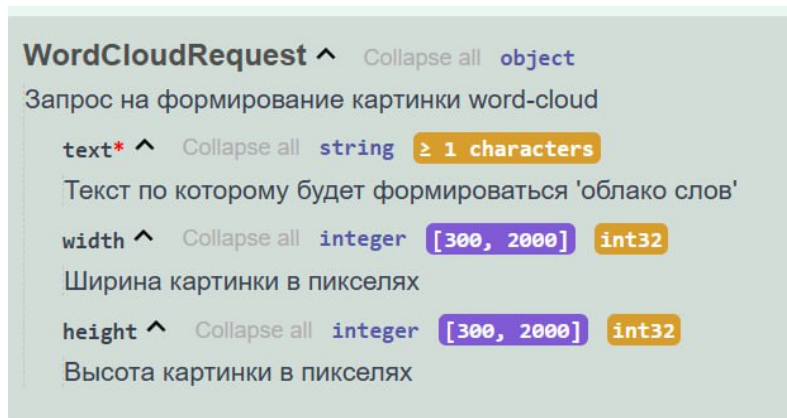 WordCloudRequest Collapse all object
Запрос на формирование картинки word-cloud
text* Collapse all string ≥ 1 characters
Текст по которому будет формироваться 'облако слов'
width Collapse all integer [300, 2000] int32
Ширина картинки в пикселях
height Collapse all integer [300, 2000] int32
Высота картинки в пикселях